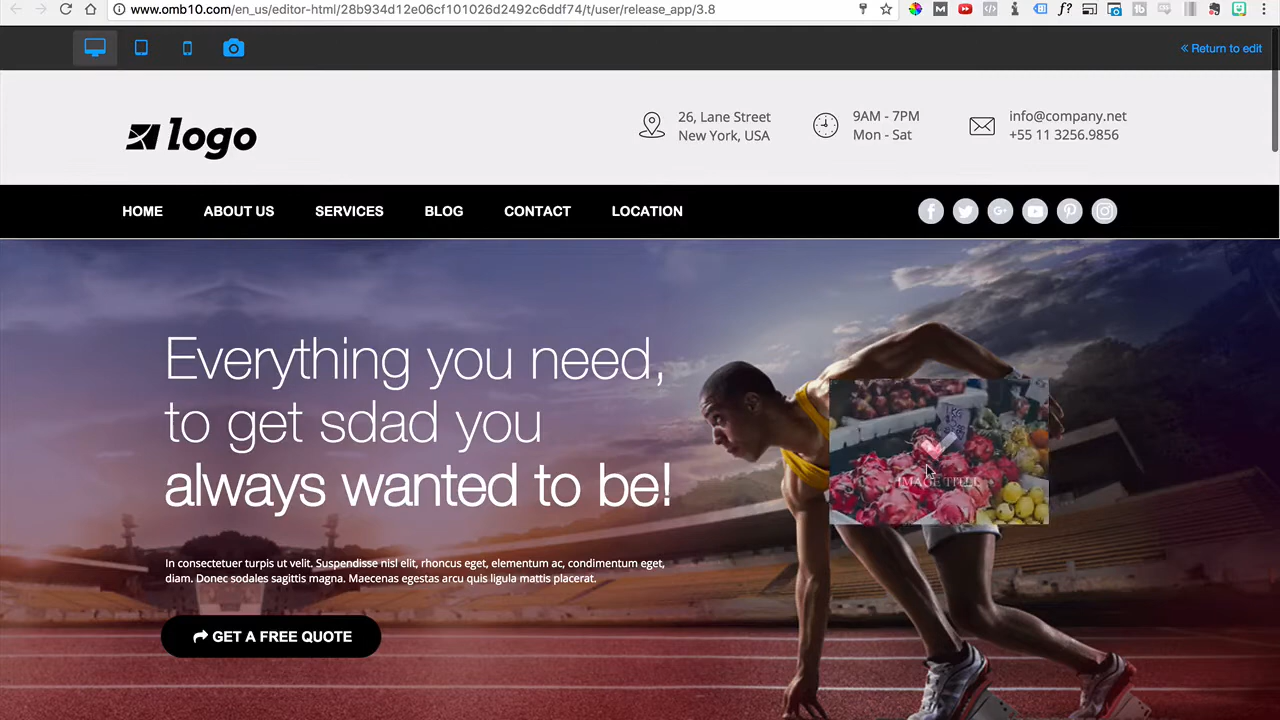 www.omb10.com/en_us/editor-html/28b934d12e06cf101026d2492c6ddf74/t/user/release_app/3.8
Return to edit
logo
26, Lane Street
New York, USA
9AM - 7PM
Mon - Sat
info@company.net
+55 11 3256.9856
HOME ABOUT US SERVICES BLOG CONTACT LOCATION
Everything you need,
to get sdad you
always wanted to be!
IMAGE TITLE
In consectetuer turpis ut velit. Suspendisse nisl elit, rhoncus eget, elementum ac, condimentum eget,
diam. Donec sodales sagittis magna. Maecenas egestas arcu quis ligula mattis placerat.
GET A FREE QUOTE